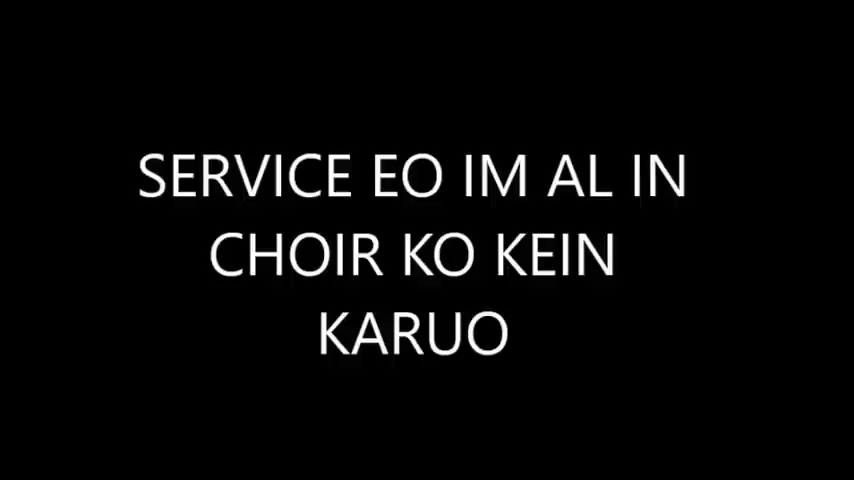 SERVICE EO IM AL IN
CHOIR KO KEIN
KARUO